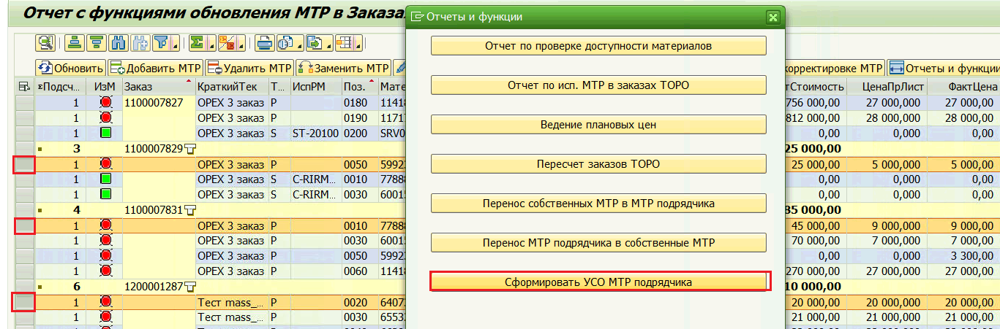 Отчет с функциями обновления МТР в Заказа
Отчеты и функции
Отчет по проверке доступности материалов
Обновить Добавить МТР Удалить МТР Заменить МТР корректировке МТР Отчеты и функции
Отчет по исп. МТР в заказах ТОРО
Подсч... ИзМ Заказ КраткийТек Т... ИспРМ Поз. Мате тСтоимость ЦенаПрЛист ФактЦена
1 1100007827 OPEX 3 заказ P 0180 11418 756 000,00 27 000,000 27 000,00
1 OPEX 3 заказ P 0190 11717 812 000,00 28 000,000 28 000,00
Ведение плановых цен
1 OPEX 3 заказ S ST-20100 0200 SRV0 0,00 0,000 0,00
3 1100007829 25 000,00
Пересчет заказов ТОРО
1 OPEX 3 заказ P 0050 5992 25 000,00 5 000,000 5 000,00
1 OPEX 3 заказ S C-RIRM... 0010 77888 0,00 0,000 0,00
1 OPEX 3 заказ S C-RIRM... 0030 6001 0,00 0,000 0,00
Перенос собственных МТР в МТР подрядчика
4 1100007831 85 000,00
1 OPEX 3 заказ P 0010 77888 45 000,00 9 000,000 9 000,00
1 OPEX 3 заказ P 0030 6001 70 000,00 7 000,000 7 000,00
Перенос МТР подрядчика в собственные МТР
1 OPEX 3 заказ P 0050 5992 0,00 0,000 3 300,00
1 OPEX 3 заказ P 0060 11418 270 000,00 27 000,000 27 000,00
Сформировать УСО МТР подрядчика
6 1200001287 10 000,00
1 Тест mass_... P 0020 6407 20 000,00 20 000,000 20 000,00
1 Тест mass_... P 0030 6553 21 000,00 21 000,000 21 000,00